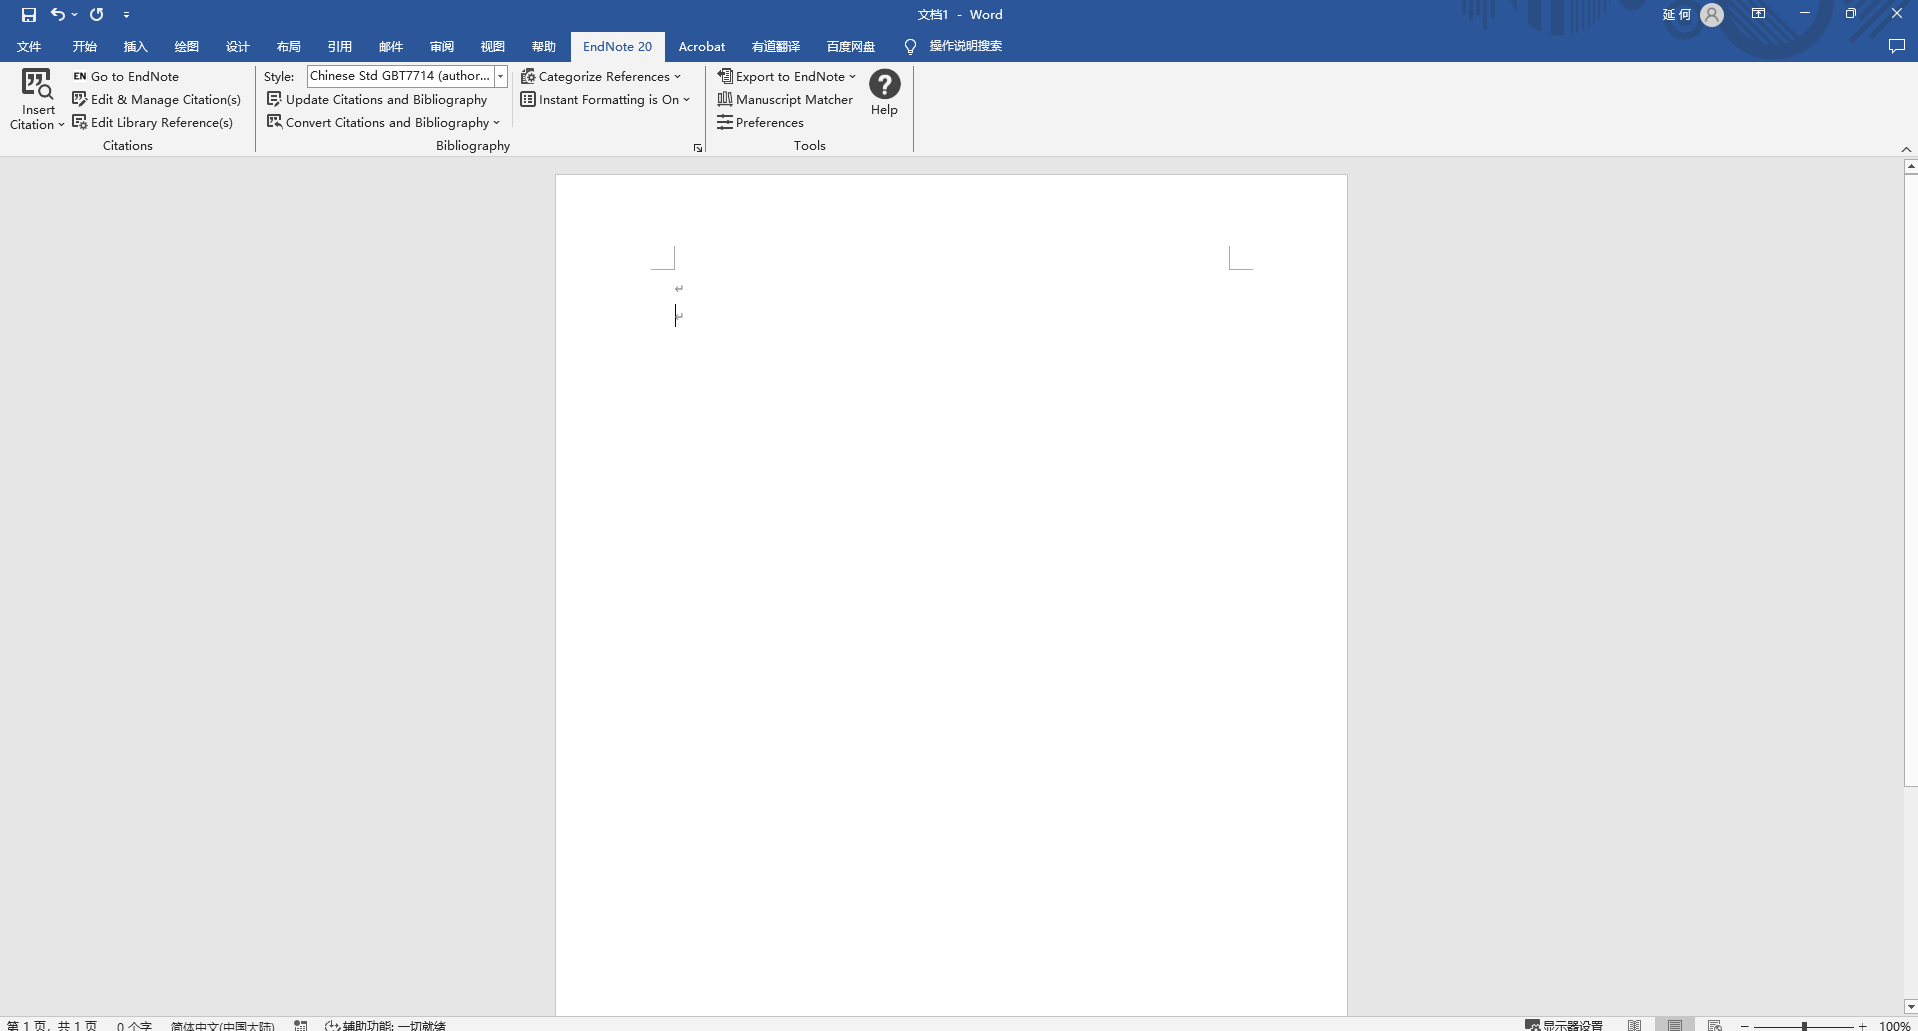 文档1 - Word
延 何
文件 开始 插入 绘图 设计 布局 引用 邮件 审阅 视图 帮助 EndNote 20 Acrobat 有道翻译 百度网盘 操作说明搜索
Insert Citation
EN Go to EndNote
Edit & Manage Citation(s)
Edit Library Reference(s)
Citations
Style: Chinese Std GBT7714 (author...
Update Citations and Bibliography
Convert Citations and Bibliography
Categorize References
Instant Formatting is On
Bibliography
Export to EndNote
Manuscript Matcher
Preferences
Help
Tools
第 1 页，共 1 页 0 个字 简体中文(中国大陆) 辅助功能: 一切就绪 显示器设置 100%